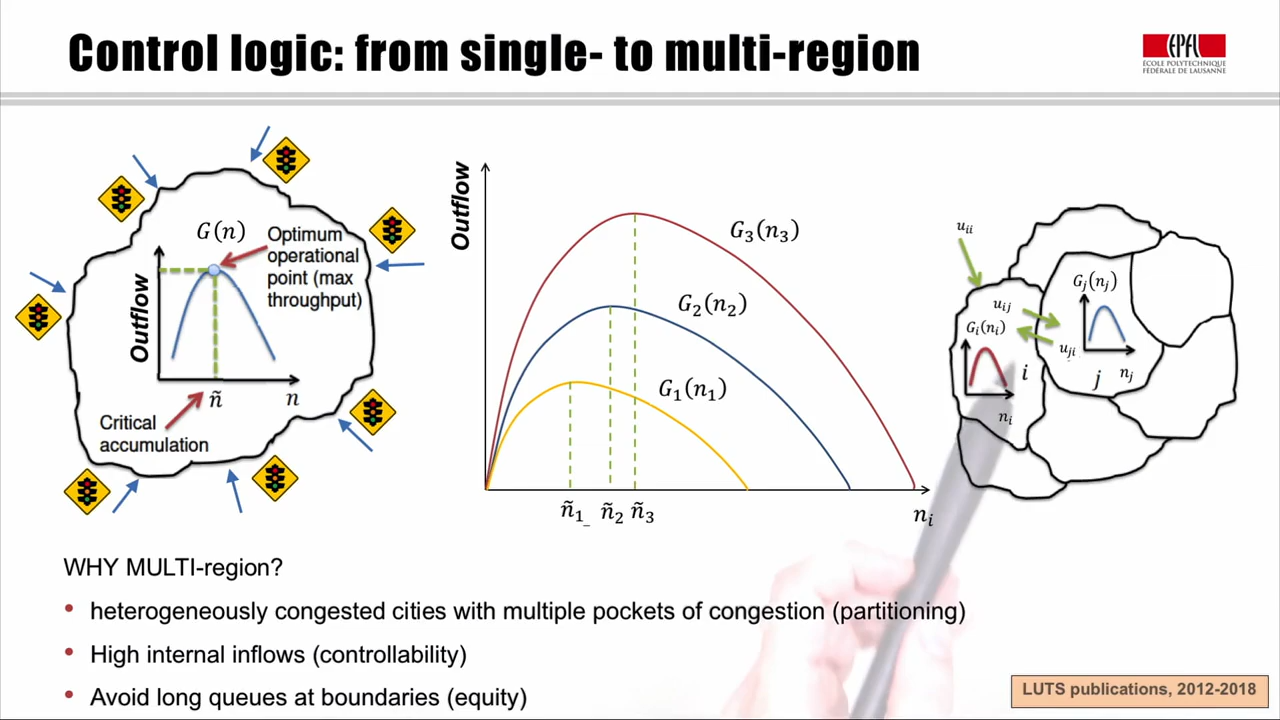 Control logic: from single- to multi-region
EPFL
ÉCOLE POLYTECHNIQUE
FÉDÉRALE DE LAUSANNE
G(n)
Optimum
operational
point (max
throughput)
Outflow
ñ
n
Critical
accumulation
Outflow
G₃(n₃)
G₂(n₂)
G₁(n₁)
ñ₁_ ñ₂ ñ₃
nᵢ
uᵢᵢ
uᵢⱼ
Gᵢ(nᵢ)
Gⱼ(nⱼ)
uⱼᵢ
i
j
nⱼ
nᵢ
WHY MULTI-region?
• heterogeneously congested cities with multiple pockets of congestion (partitioning)
• High internal inflows (controllability)
• Avoid long queues at boundaries (equity)
LUTS publications, 2012-2018